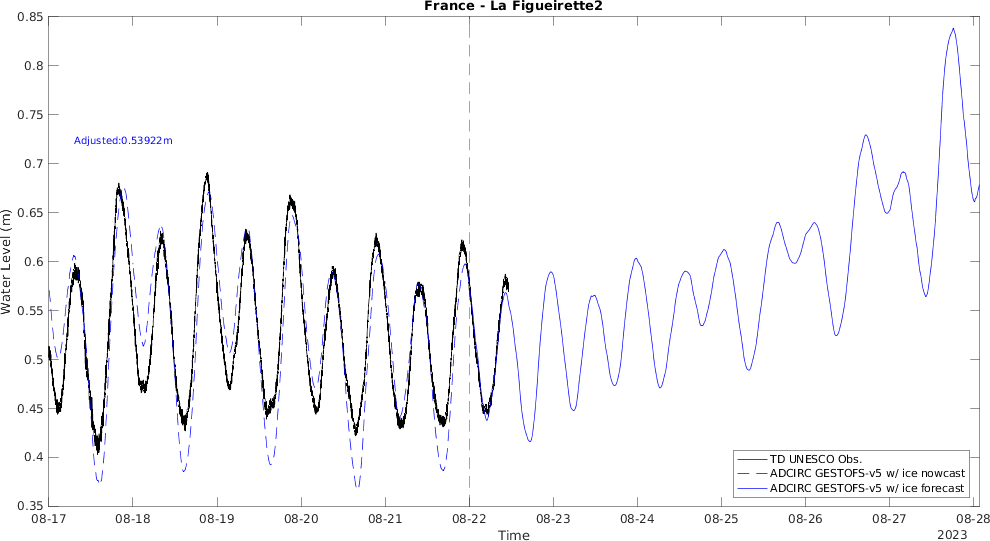 France - La Figueirette2
0.85
0.8
0.75
0.7
0.65
0.6
0.55
0.5
0.45
0.4
0.35
Water Level (m)
Adjusted:0.53922m
TD UNESCO Obs.
ADCIRC GESTOFS-v5 w/ ice nowcast
ADCIRC GESTOFS-v5 w/ ice forecast
08-17 08-18 08-19 08-20 08-21 08-22 08-23 08-24 08-25 08-26 08-27 08-28
Time
2023